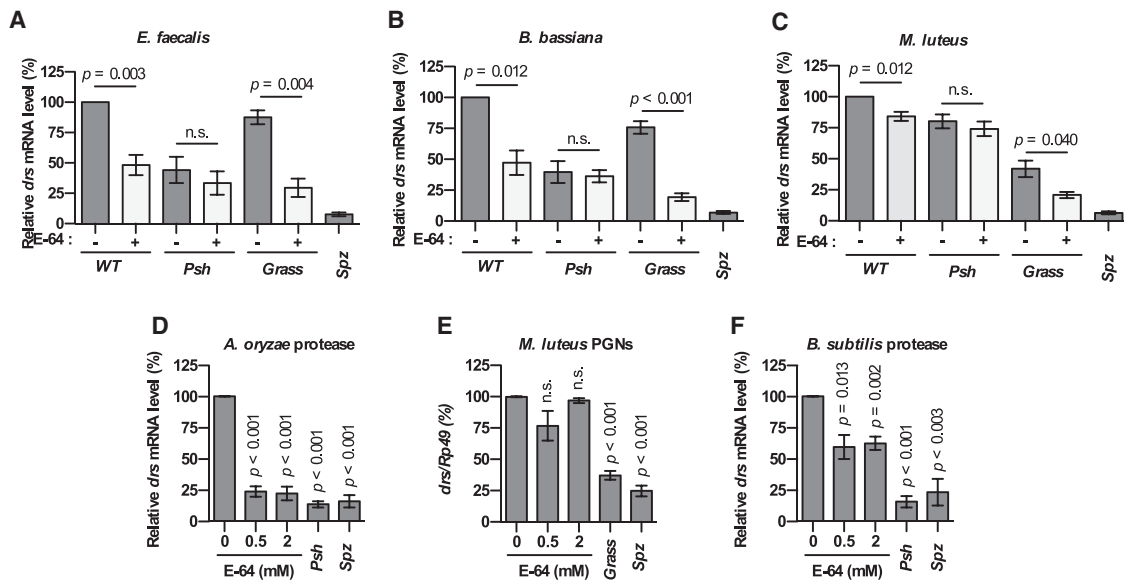 A
E. faecalis
Relative drs mRNA level (%)
125
100
75
50
25
0
p = 0.003
n.s.
p = 0.004
E-64 : - + - + - +
WT Psh Grass Spz
B
B. bassiana
Relative drs mRNA level (%)
125
100
75
50
25
0
p = 0.012
n.s.
p < 0.001
E-64 : - + - + - +
WT Psh Grass Spz
C
M. luteus
Relative drs mRNA level (%)
125
100
75
50
25
0
p = 0.012
n.s.
p = 0.040
E-64 : - + - + - +
WT Psh Grass Spz
D
A. oryzae protease
Relative drs mRNA level (%)
125
100
75
50
25
0
p < 0.001
p < 0.001
p < 0.001
p < 0.001
0 0.5 2 Psh Spz
E-64 (mM)
E
M. luteus PGNs
drs/Rp49 (%)
125
100
75
50
25
0
n.s.
n.s.
p < 0.001
p < 0.001
0 0.5 2 Grass Spz
E-64 (mM)
F
B. subtilis protease
Relative drs mRNA level (%)
125
100
75
50
25
0
p = 0.013
p = 0.002
p < 0.001
p < 0.003
0 0.5 2 Psh Spz
E-64 (mM)